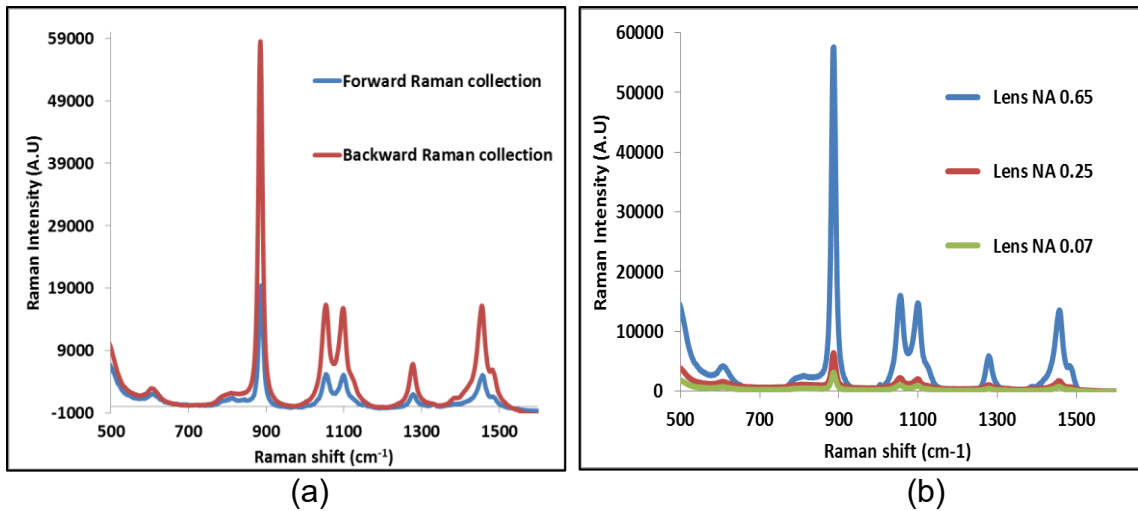 59000
49000
39000
29000
19000
9000
-1000
Raman Intensity (A.U)
Forward Raman collection
Backward Raman collection
500 700 900 1100 1300 1500
Raman shift (cm⁻¹)
(a)
60000
50000
40000
30000
20000
10000
0
Raman Intensity (A.U)
Lens NA 0.65
Lens NA 0.25
Lens NA 0.07
500 700 900 1100 1300 1500
Raman shift (cm-1)
(b)